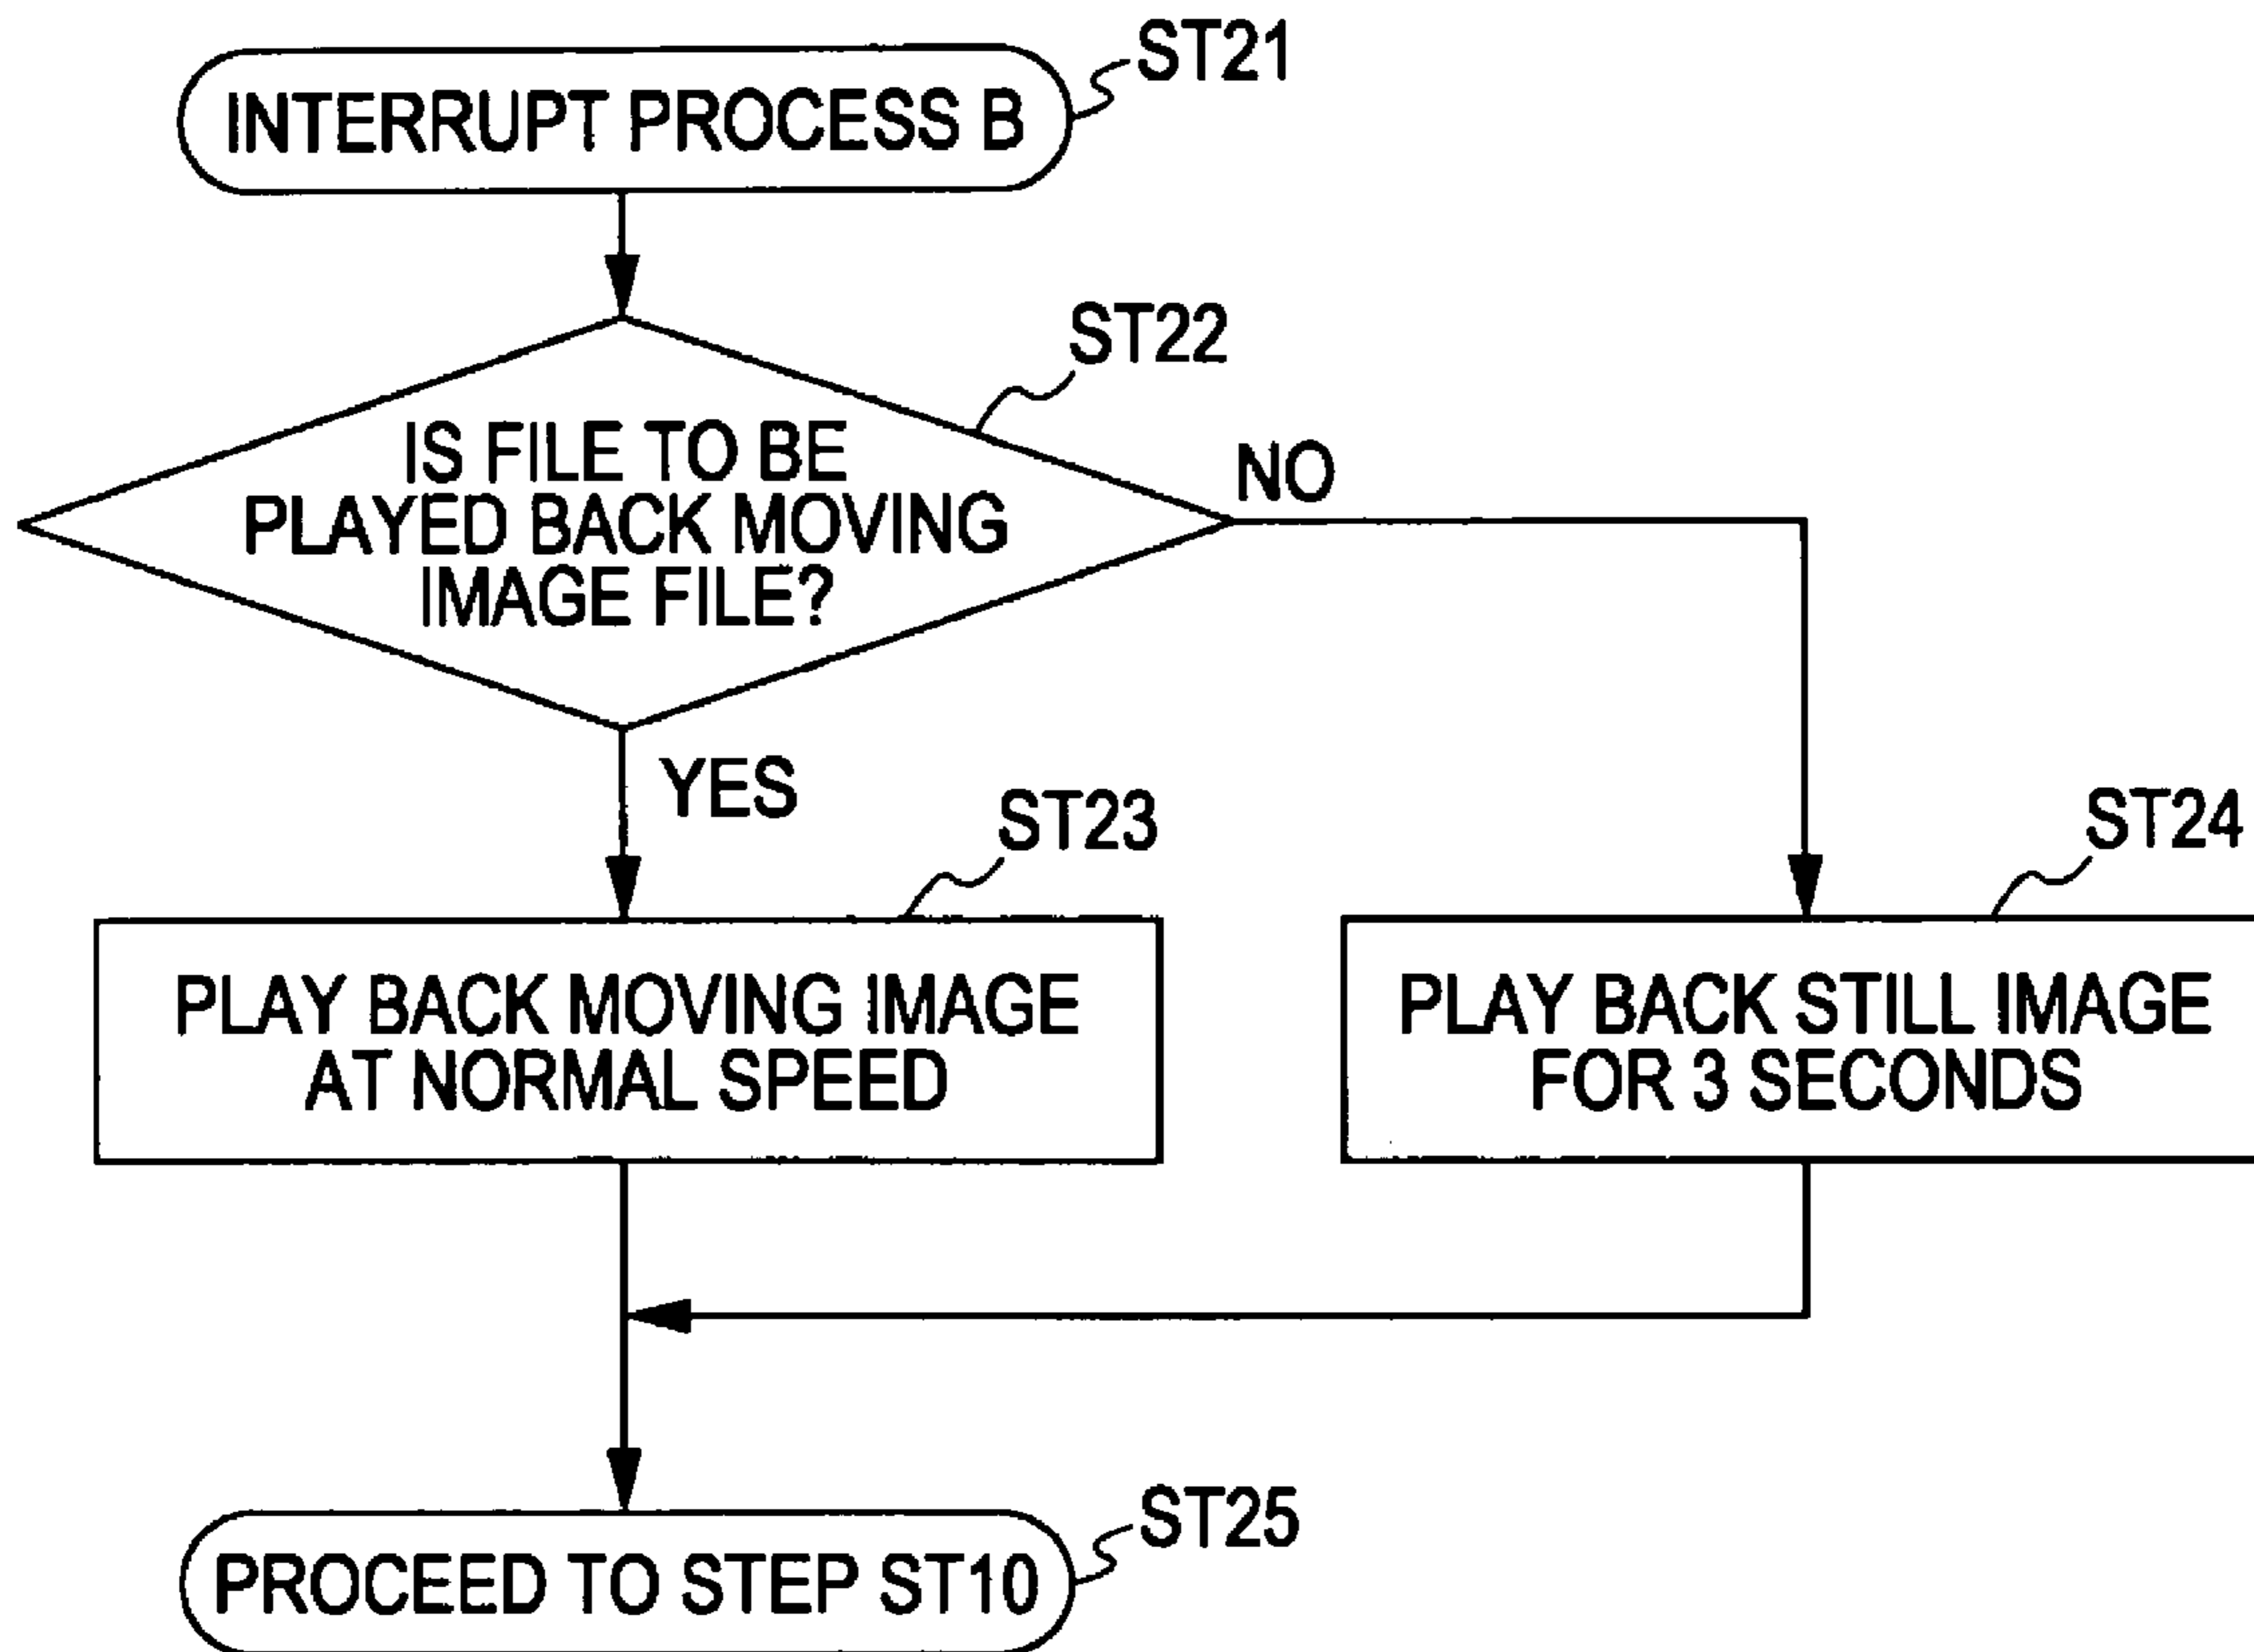 ST21
INTERRUPT PROCESS B
ST22
IS FILE TO BE
PLAYED BACK MOVING
IMAGE FILE?
NO
YES
ST23
ST24
PLAY BACK MOVING IMAGE
AT NORMAL SPEED
PLAY BACK STILL IMAGE
FOR 3 SECONDS
ST25
PROCEED TO STEP ST10